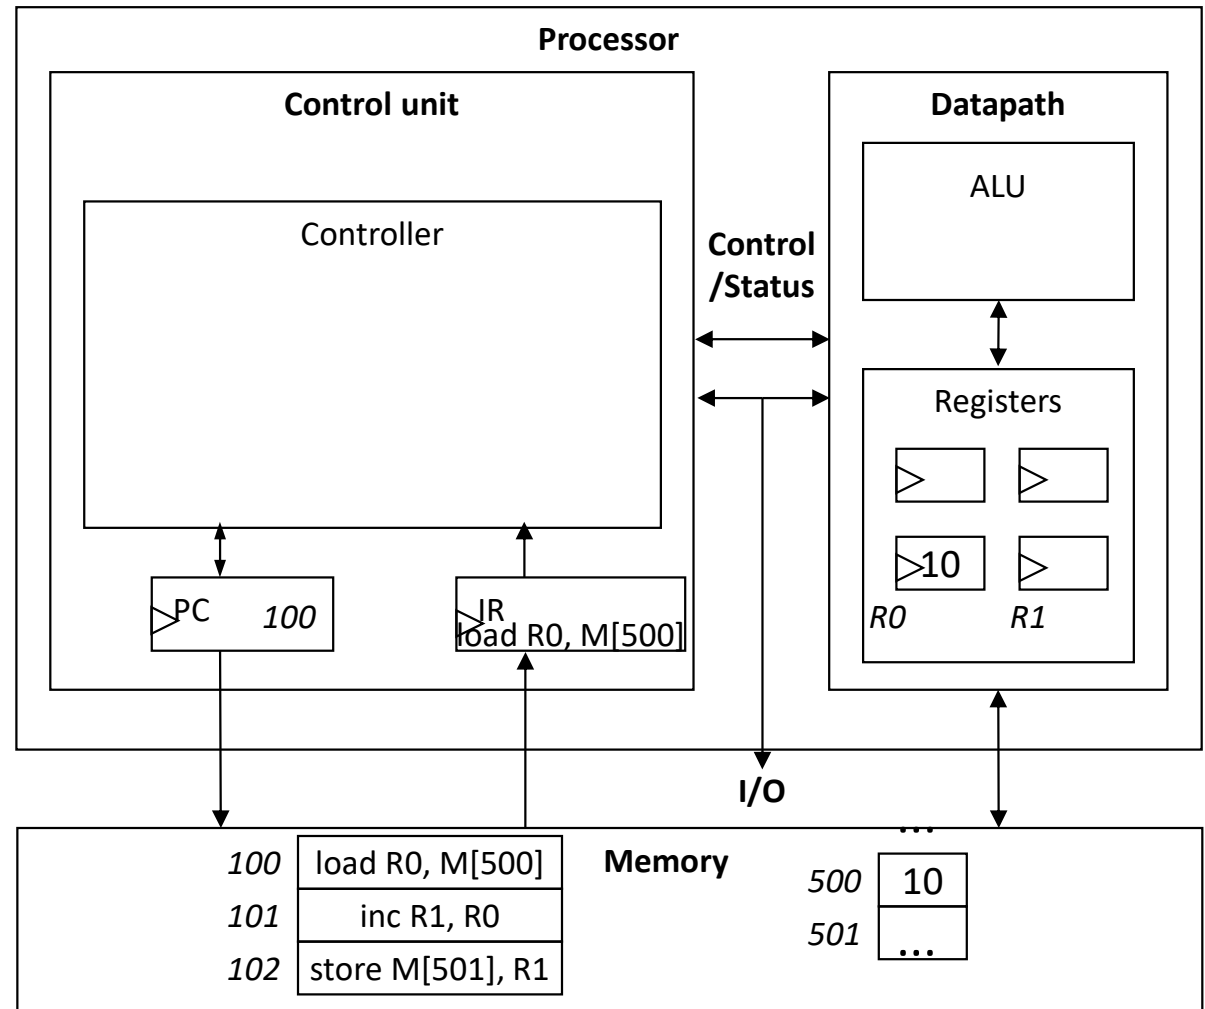 Processor
Control unit
Datapath
ALU
Controller
Control
/Status
Registers
10
R0
R1
PC
100
IR
load R0, M[500]
I/O
Memory
...
100
load R0, M[500]
101
inc R1, R0
102
store M[501], R1
500
10
501
...